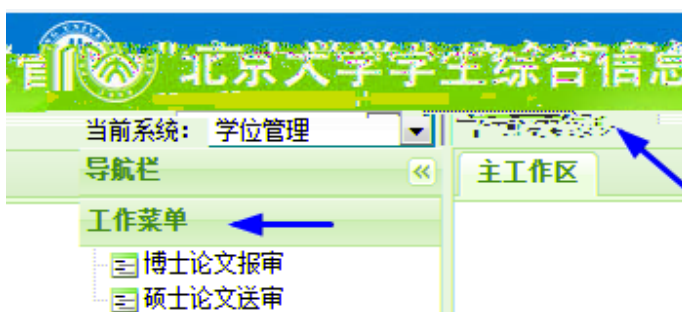 北京大学学生综合信息
当前系统： 学位管理
导航栏
主工作区
工作菜单
博士论文报审
硕士论文送审